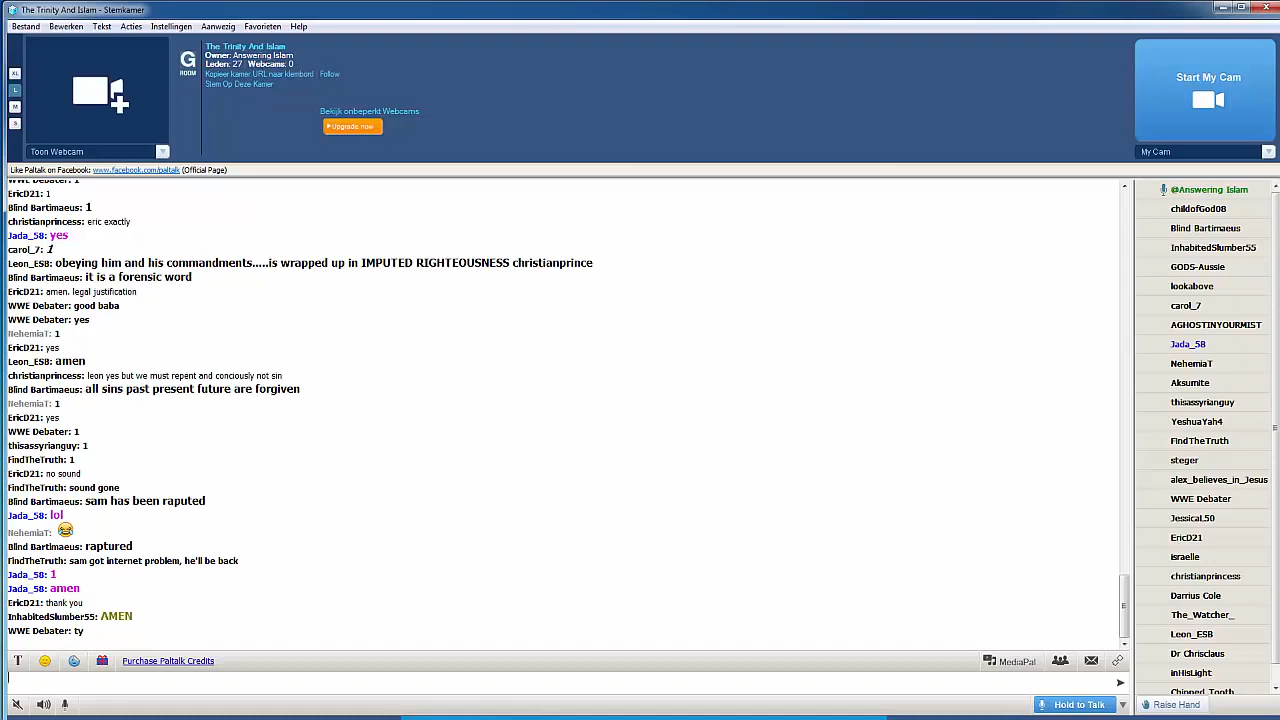 The Trinity And Islam - Stemkamer
Bestand Bewerken Tekst Acties Instellingen Aanwezig Favorieten Help
The Trinity And Islam
Owner: Answering Islam
Leden: 27 Webcams: 0
Kopieer kamer URL naar klembord | Follow
Stem Op Deze Kamer
G
ROOM
XL
L
M
S
Bekijk onbeperkt Webcams
Upgrade now
Start My Cam
Toon Webcam
My Cam
Like Paltalk on Facebook: www.facebook.com/paltalk (Official Page)
WWE Debater: 1
EricD21: 1
Blind Bartimaeus: 1
christianprincess: eric exactly
Jada_58: yes
carol_7: 1
Leon_ESB: obeying him and his commandments.....is wrapped up in IMPUTED RIGHTEOUSNESS christianprince
Blind Bartimaeus: it is a forensic word
EricD21: amen. legal justification
WWE Debater: good baba
WWE Debater: yes
NehemiaT: 1
EricD21: yes
Leon_ESB: amen
christianprincess: leon yes but we must repent and conciously not sin
Blind Bartimaeus: all sins past present future are forgiven
NehemiaT: 1
EricD21: yes
WWE Debater: 1
thisassyrianguy: 1
FindTheTruth: 1
EricD21: no sound
FindTheTruth: sound gone
Blind Bartimaeus: sam has been raputed
Jada_58: lol
NehemiaT: 😂
Blind Bartimaeus: raptured
FindTheTruth: sam got internet problem, he'll be back
Jada_58: 1
Jada_58: amen
EricD21: thank you
InhabitedSlumber55: AMEN
WWE Debater: ty
@Answering Islam
childofGod08
Blind Bartimaeus
InhabitedSlumber55
GODS-Aussie
lookabove
carol_7
AGHOSTINYOURMIST
Jada_58
NehemiaT
Aksumite
thisassyrianguy
YeshuaYah4
FindTheTruth
steger
alex_believes_in_Jesus
WWE Debater
JessicaL50
EricD21
israelle
christianprincess
Darrius Cole
The_Watcher_
Leon_ESB
Dr Chrisclaus
inHisLight
Chipped_Tooth
T Purchase Paltalk Credits MediaPal
Hold to Talk
Raise Hand